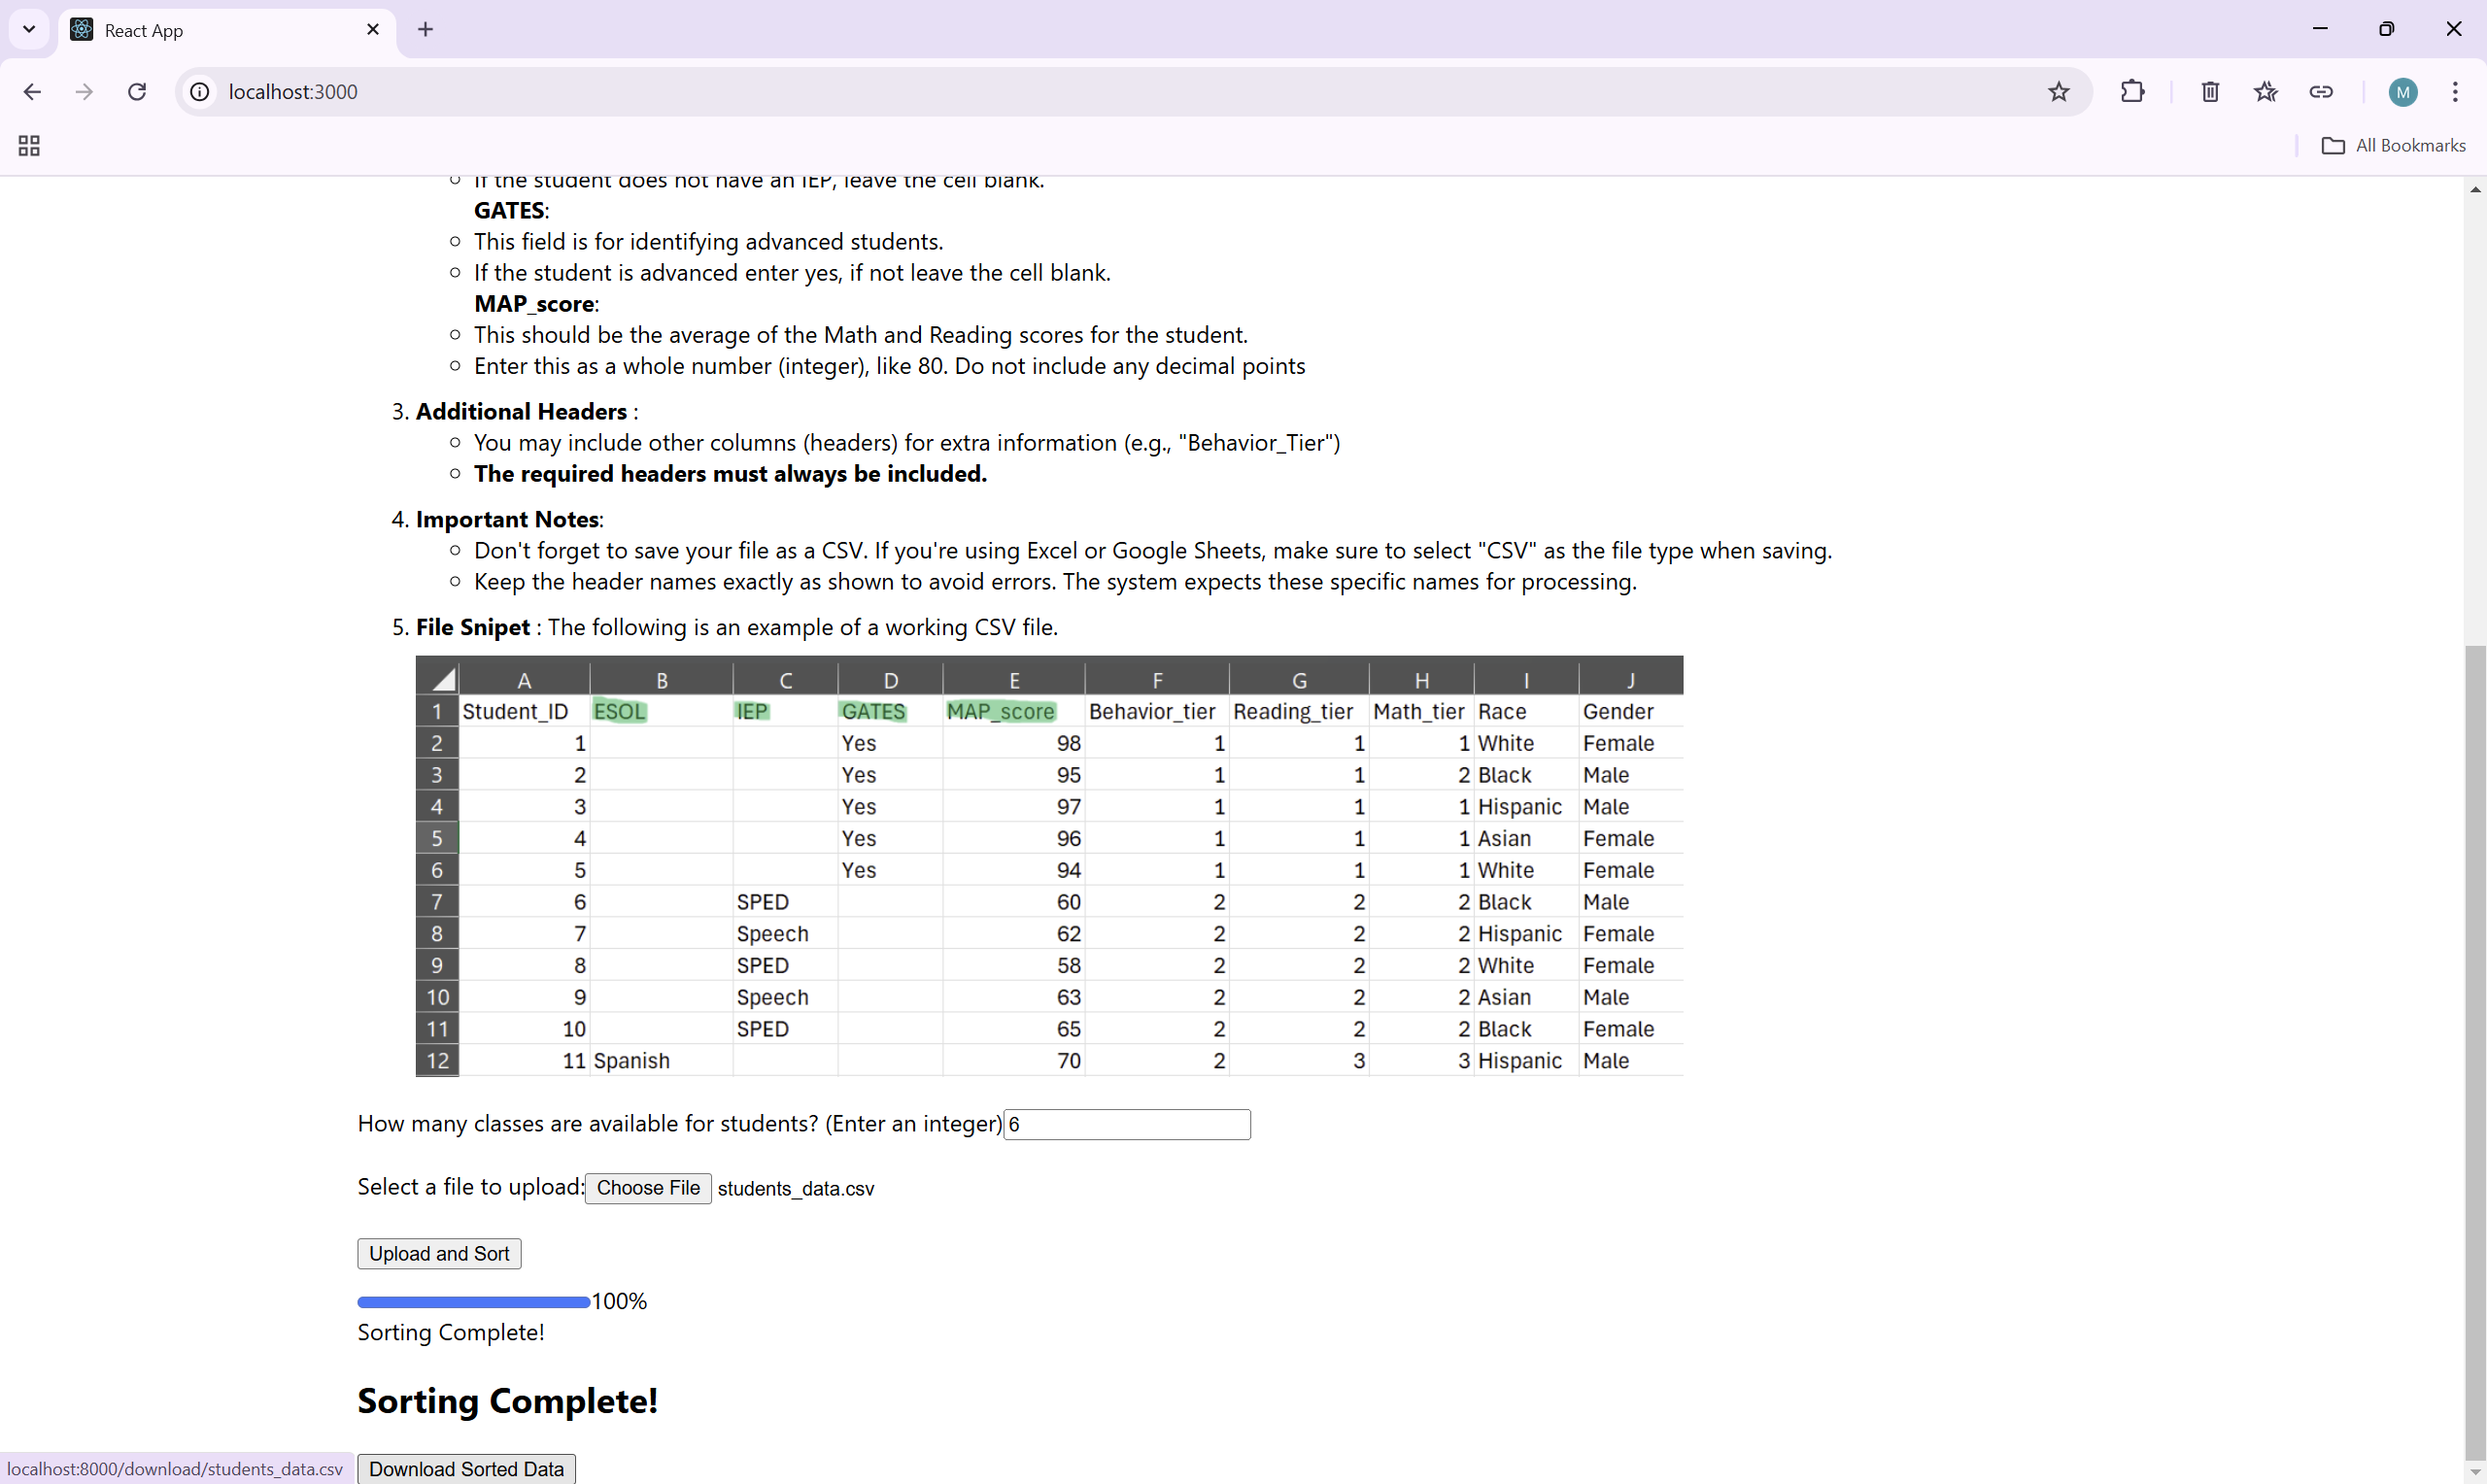 React App
localhost:3000
All Bookmarks
If the student does not have an IEP, leave the cell blank.
GATES:
This field is for identifying advanced students.
If the student is advanced enter yes, if not leave the cell blank.
MAP_score:
This should be the average of the Math and Reading scores for the student.
Enter this as a whole number (integer), like 80. Do not include any decimal points
3. Additional Headers :
You may include other columns (headers) for extra information (e.g., "Behavior_Tier")
The required headers must always be included.
4. Important Notes:
Don't forget to save your file as a CSV. If you're using Excel or Google Sheets, make sure to select "CSV" as the file type when saving.
Keep the header names exactly as shown to avoid errors. The system expects these specific names for processing.
5. File Snipet : The following is an example of a working CSV file.
A B C D E F G H I J
1 Student_ID ESOL IEP GATES MAP_score Behavior_tier Reading_tier Math_tier Race Gender
2 1 Yes 98 1 1 1 White Female
3 2 Yes 95 1 1 2 Black Male
4 3 Yes 97 1 1 1 Hispanic Male
5 4 Yes 96 1 1 1 Asian Female
6 5 Yes 94 1 1 1 White Female
7 6 SPED 60 2 2 2 Black Male
8 7 Speech 62 2 2 2 Hispanic Female
9 8 SPED 58 2 2 2 White Female
10 9 Speech 63 2 2 2 Asian Male
11 10 SPED 65 2 2 2 Black Female
12 11 Spanish 70 2 3 3 Hispanic Male
How many classes are available for students? (Enter an integer) 6
Select a file to upload: Choose File students_data.csv
Upload and Sort
100%
Sorting Complete!
Sorting Complete!
Download Sorted Data
localhost:8000/download/students_data.csv
M